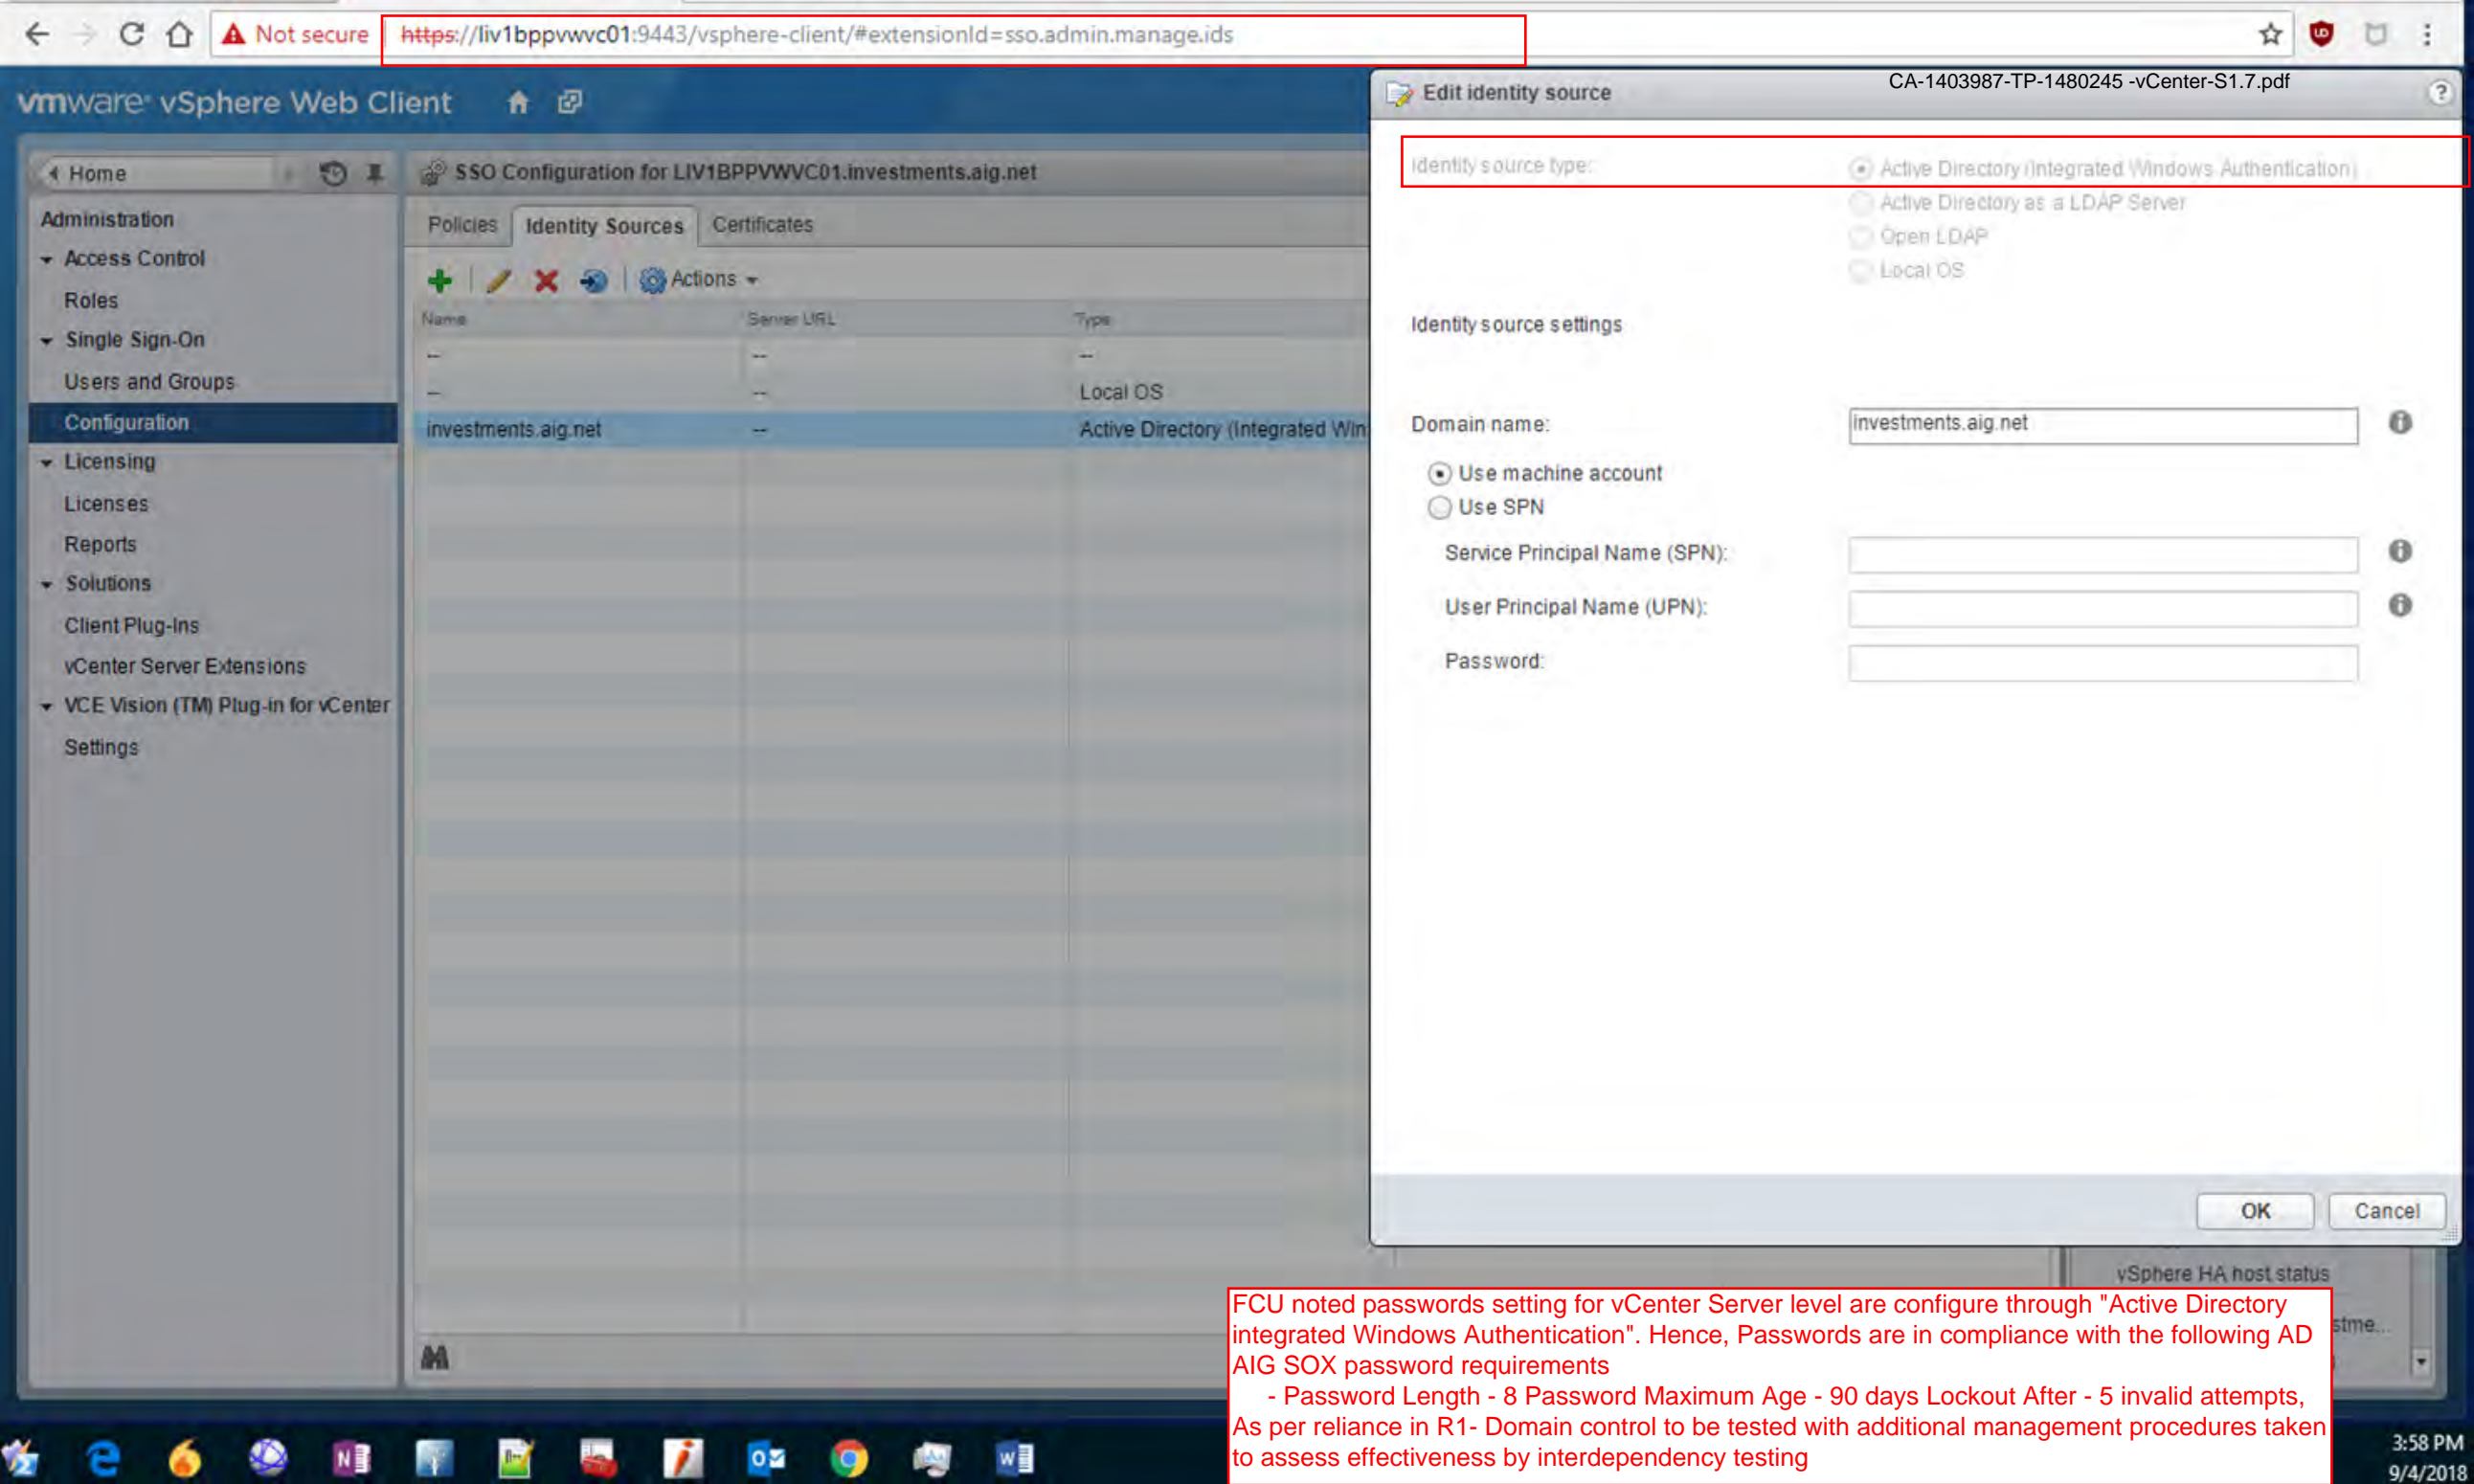 Not secure
https://liv1bppvwvc01:9443/vsphere-client/#extensionId=sso.admin.manage.ids
vmware® vSphere Web Client
Home
Administration
Access Control
Roles
Single Sign-On
Users and Groups
Configuration
Licensing
Licenses
Reports
Solutions
Client Plug-Ins
vCenter Server Extensions
VCE Vision (TM) Plug-in for vCenter
Settings
SSO Configuration for LIV1BPPVWVC01.investments.aig.net
Policies Identity Sources Certificates
Actions
Name Server URL Type
-- -- --
-- -- Local OS
investments.aig.net -- Active Directory (Integrated Win
Edit identity source
CA-1403987-TP-1480245 -vCenter-S1.7.pdf
?
Identity source type: Active Directory (Integrated Windows Authentication)
Active Directory as a LDAP Server
Open LDAP
Local OS
Identity source settings
Domain name: investments.aig.net
Use machine account
Use SPN
Service Principal Name (SPN):
User Principal Name (UPN):
Password:
OK Cancel
vSphere HA host status
stme...
FCU noted passwords setting for vCenter Server level are configure through "Active Directory
integrated Windows Authentication". Hence, Passwords are in compliance with the following AD
AIG SOX password requirements
- Password Length - 8 Password Maximum Age - 90 days Lockout After - 5 invalid attempts,
As per reliance in R1- Domain control to be tested with additional management procedures taken
to assess effectiveness by interdependency testing
3:58 PM
9/4/2018